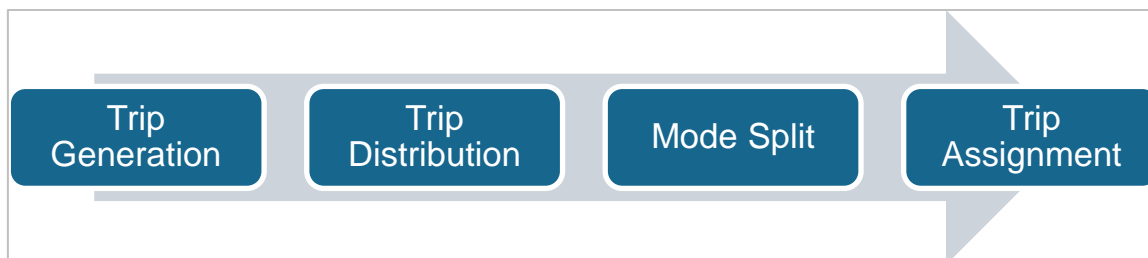 Trip
Generation
Trip
Distribution
Mode Split
Trip
Assignment